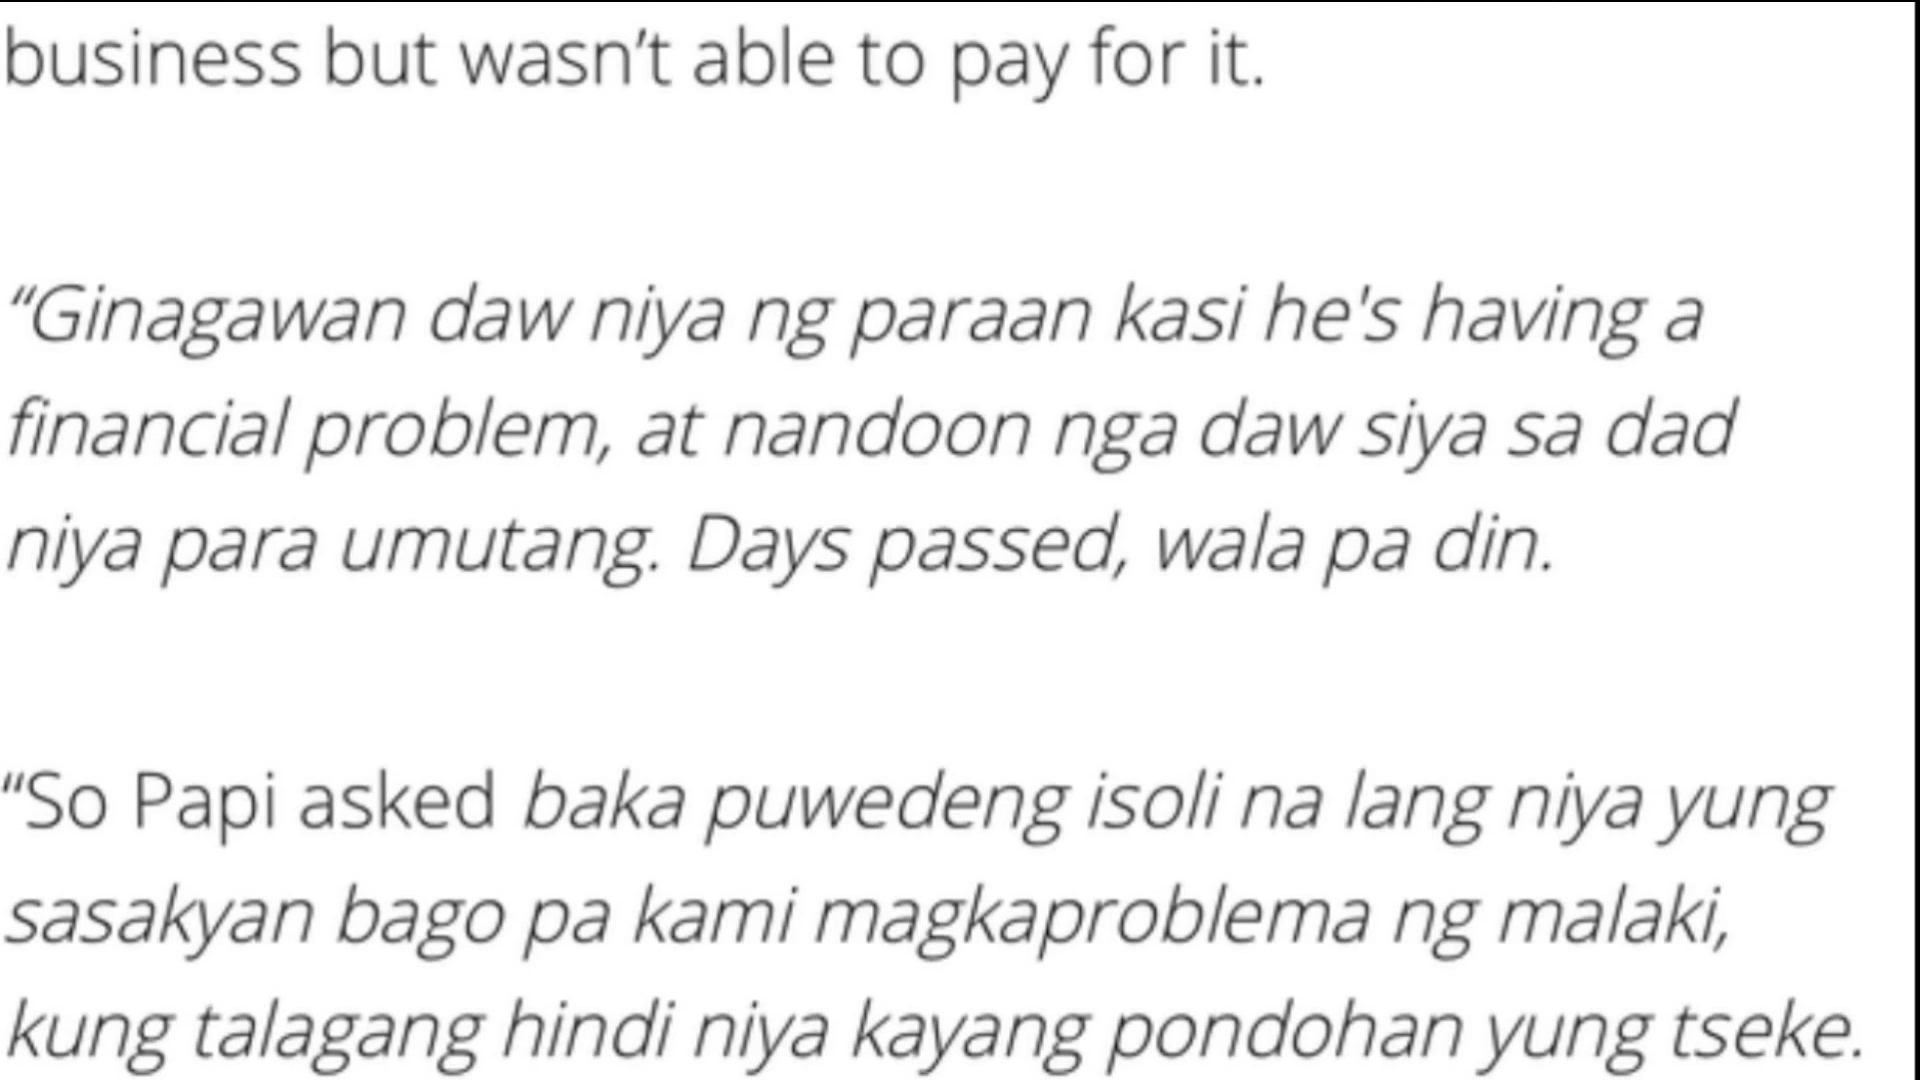 business but wasn’t able to pay for it.
“Ginagawan daw niya ng paraan kasi he's having a
financial problem, at nandoon nga daw siya sa dad
niya para umutang. Days passed, wala pa din.
“So Papi asked baka puwedeng isoli na lang niya yung
sasakyan bago pa kami magkaproblema ng malaki,
kung talagang hindi niya kayang pondohan yung tseke.